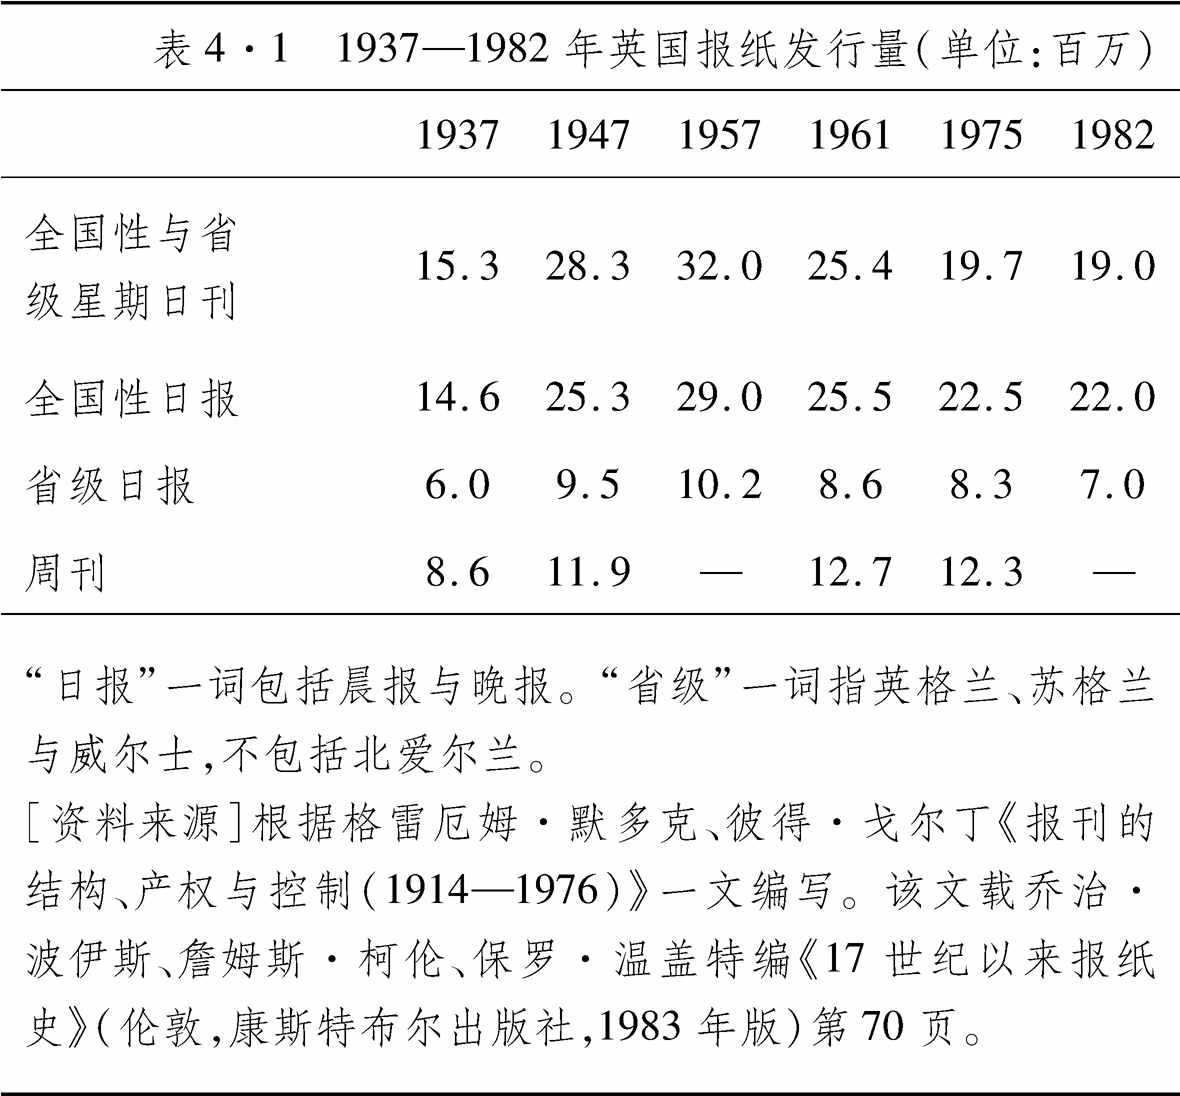 表4·1 1937—1982年英国报纸发行量(单位:百万)
1937 1947 1957 1961 1975 1982
全国性与省
级星期日刊 15.3 28.3 32.0 25.4 19.7 19.0
全国性日报 14.6 25.3 29.0 25.5 22.5 22.0
省级日报 6.0 9.5 10.2 8.6 8.3 7.0
周刊 8.6 11.9 — 12.7 12.3 —
“日报”一词包括晨报与晚报。“省级”一词指英格兰、苏格兰
与威尔士,不包括北爱尔兰。
[资料来源]根据格雷厄姆·默多克、彼得·戈尔丁《报刊的
结构、产权与控制(1914—1976)》一文编写。该文载乔治·
波伊斯、詹姆斯·柯伦、保罗·温盖特编《17世纪以来报纸
史》(伦敦,康斯特布尔出版社,1983年版)第70页。